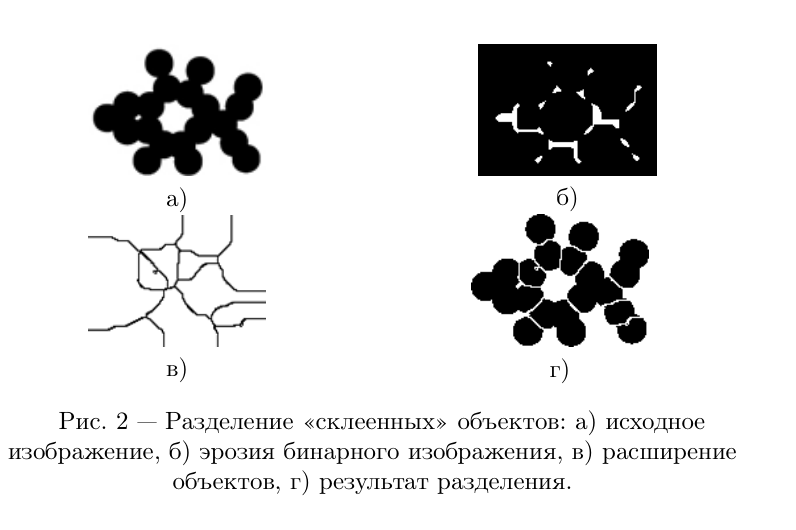 а)
б)
в)
г)
Рис. 2 — Разделение «склеенных» объектов: а) исходное
изображение, б) эрозия бинарного изображения, в) расширение
объектов, г) результат разделения.